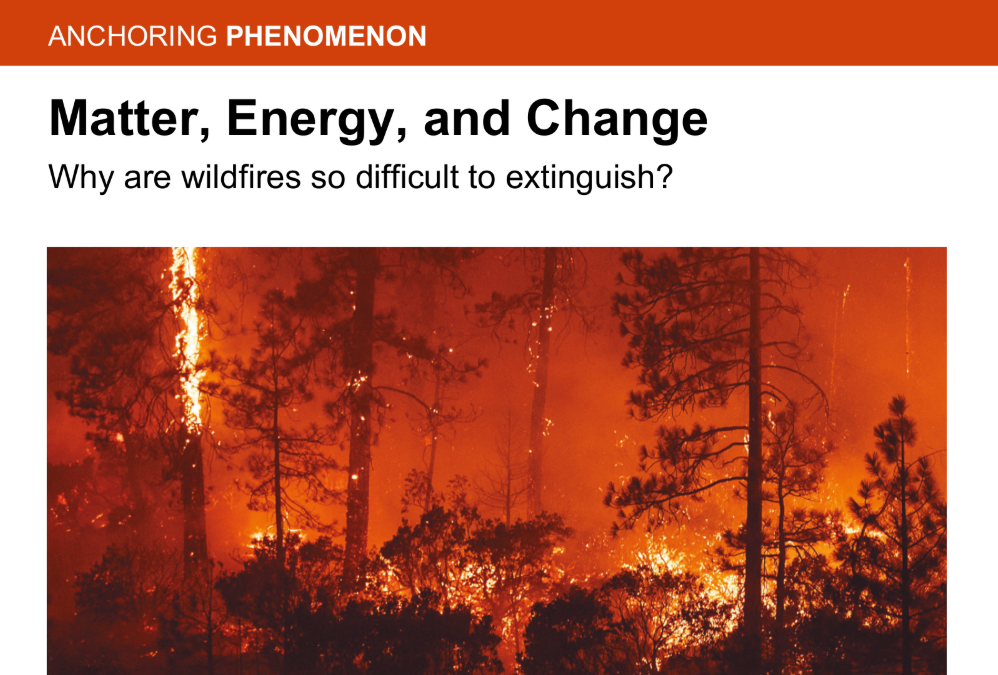 ANCHORING PHENOMENON
Matter, Energy, and Change
Why are wildfires so difficult to extinguish?